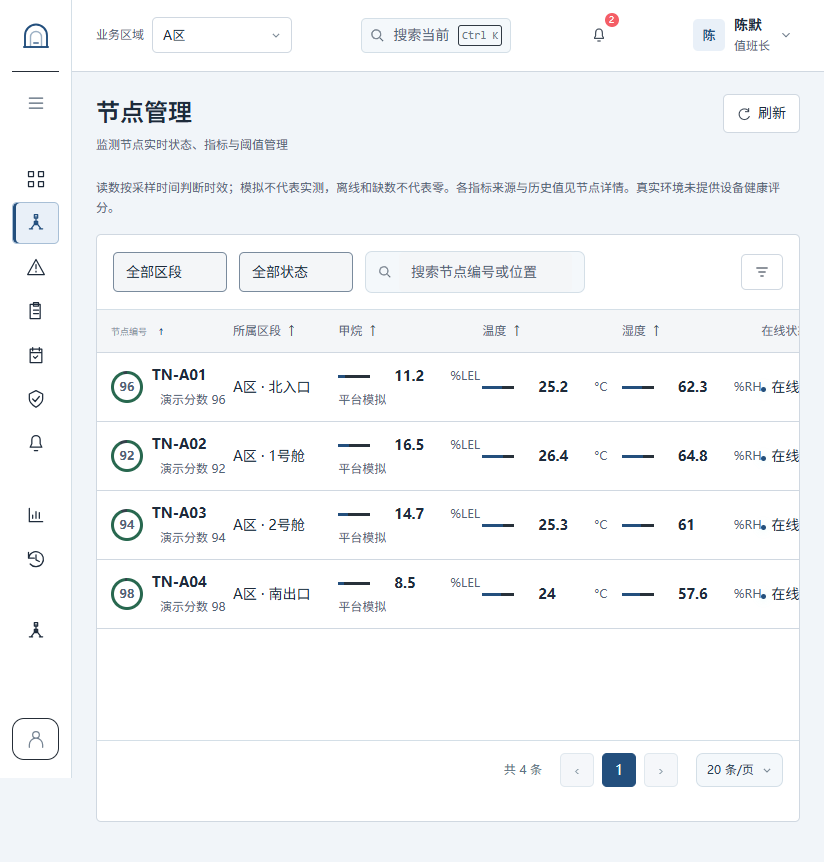 业务区域 A区 搜索当前 Ctrl K 2 陈 陈默
值班长
节点管理
刷新
监测节点实时状态、指标与阈值管理
读数按采样时间判断时效；模拟不代表实测，离线和缺数不代表零。各指标来源与历史值见节点详情。真实环境未提供设备健康评
分。
全部区段 全部状态 搜索节点编号或位置
节点编号 ↑ 所属区段 ↑ 甲烷 ↑ 温度 ↑ 湿度 ↑ 在线状
96 TN-A01 A区 · 北入口 11.2 %LEL 25.2 °C 62.3 %RH 在线
演示分数 96 平台模拟
92 TN-A02 A区 · 1号舱 16.5 %LEL 26.4 °C 64.8 %RH 在线
演示分数 92 平台模拟
94 TN-A03 A区 · 2号舱 14.7 %LEL 25.3 °C 61 %RH 在线
演示分数 94 平台模拟
98 TN-A04 A区 · 南出口 8.5 %LEL 24 °C 57.6 %RH 在线
演示分数 98 平台模拟
共 4 条 ‹ 1 › 20 条/页